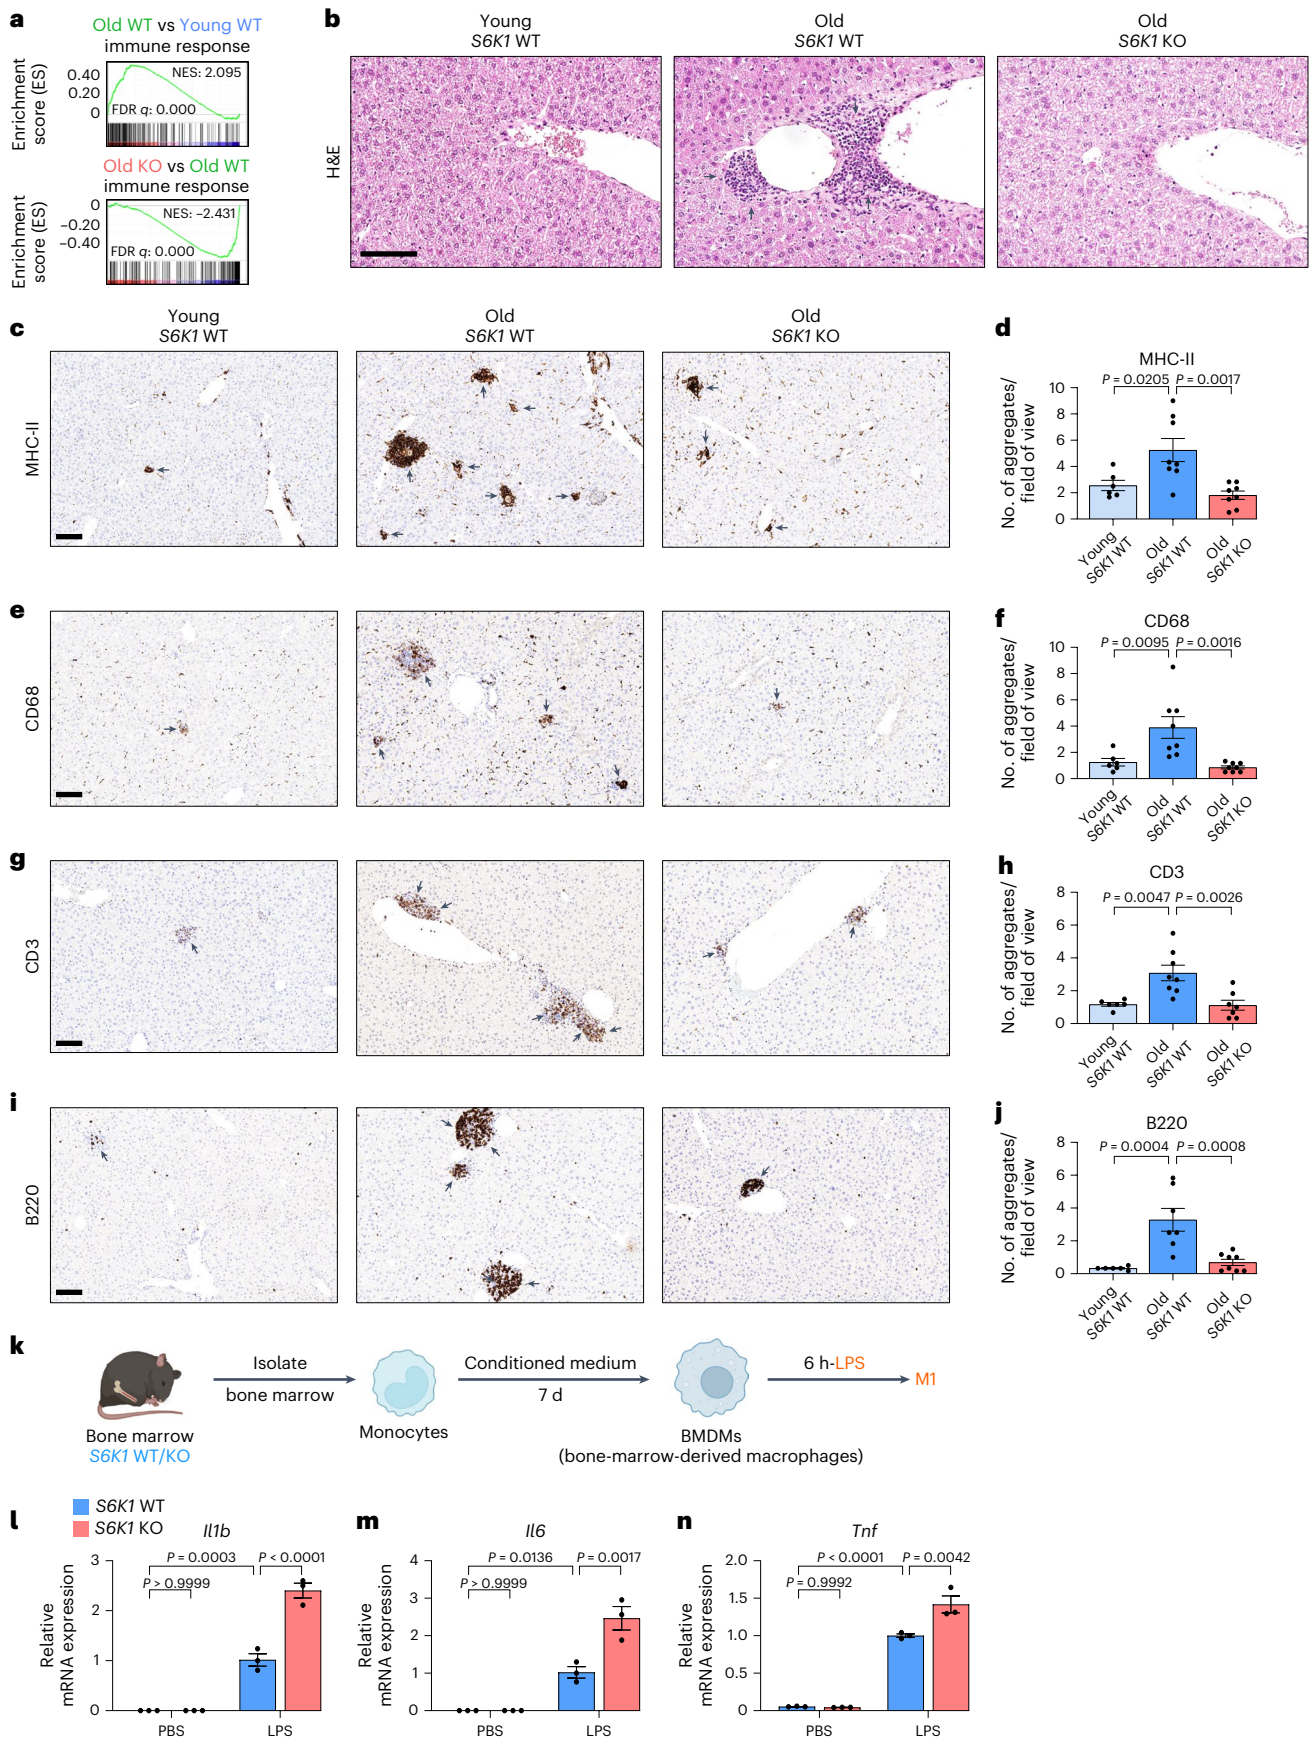 a
Old WT vs Young WT
immune response
Enrichment
score (ES)
0.40
0.20
0
NES: 2.095
FDR q: 0.000
Old KO vs Old WT
immune response
Enrichment
score (ES)
0
−0.20
−0.40
NES: −2.431
FDR q: 0.000
b
Young
S6K1 WT
Old
S6K1 WT
Old
S6K1 KO
H&E
c
Young
S6K1 WT
Old
S6K1 WT
Old
S6K1 KO
MHC-II
d
MHC-II
P = 0.0205
P = 0.0017
No. of aggregates/
field of view
10
8
6
4
2
0
Young
S6K1 WT
Old
S6K1 WT
Old
S6K1 KO
e
CD68
f
CD68
P = 0.0095
P = 0.0016
No. of aggregates/
field of view
10
8
6
4
2
0
Young
S6K1 WT
Old
S6K1 WT
Old
S6K1 KO
g
CD3
h
CD3
P = 0.0047
P = 0.0026
No. of aggregates/
field of view
8
6
4
2
0
Young
S6K1 WT
Old
S6K1 WT
Old
S6K1 KO
i
B220
j
B220
P = 0.0004
P = 0.0008
No. of aggregates/
field of view
8
6
4
2
0
Young
S6K1 WT
Old
S6K1 WT
Old
S6K1 KO
k
Bone marrow
S6K1 WT/KO
Isolate
bone marrow
Monocytes
Conditioned medium
7 d
BMDMs
(bone-marrow-derived macrophages)
6 h-LPS
M1
S6K1 WT
S6K1 KO
l
Il1b
P = 0.0003
P < 0.0001
P > 0.9999
Relative
mRNA expression
3
2
1
0
PBS
LPS
m
Il6
P = 0.0136
P = 0.0017
P > 0.9999
Relative
mRNA expression
4
3
2
1
0
PBS
LPS
n
Tnf
P < 0.0001
P = 0.0042
P = 0.9992
Relative
mRNA expression
2.0
1.5
1.0
0.5
0
PBS
LPS